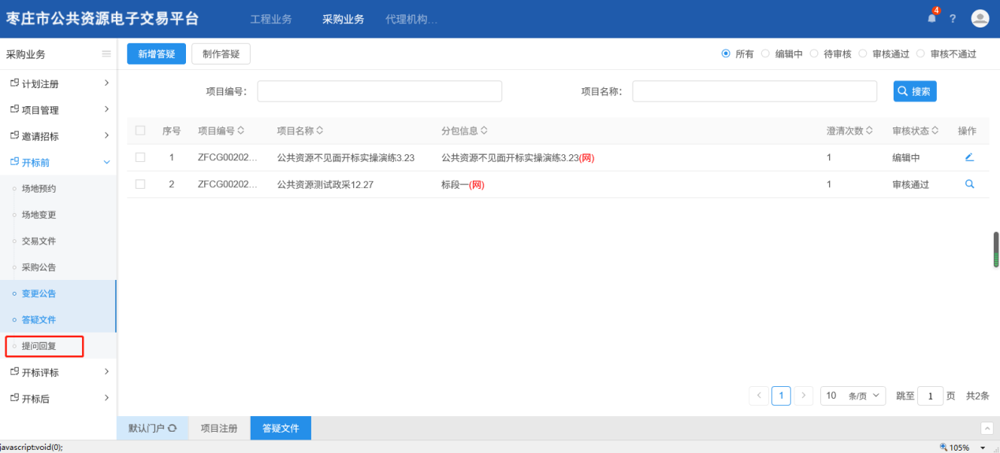 枣庄市公共资源电子交易平台 工程业务 采购业务 代理机构... 4 ?
采购业务
新增答疑 制作答疑 所有 编辑中 待审核 审核通过 审核不通过
计划注册
项目管理
邀请招标
开标前
场地预约
场地变更
交易文件
采购公告
变更公告
答疑文件
提问回复
开标评标
开标后
项目编号: 项目名称: 搜索
序号 项目编号 项目名称 分包信息 澄清次数 审核状态 操作
1 ZFCG00202... 公共资源不见面开标实操演练3.23 公共资源不见面开标实操演练3.23(网) 1 编辑中
2 ZFCG00202... 公共资源测试政采12.27 标段一(网) 1 审核通过
1 10 条/页 跳至 1 页 共2条
默认门户 项目注册 答疑文件
javascript:void(0); 105%